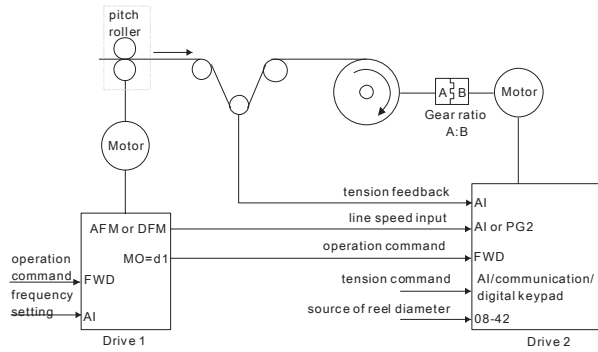 pitch
roller
Motor
A B
Gear ratio
A:B
Motor
tension feedback
AI
AFM or DFM
line speed input
AI or PG2
MO=d1
operation command
FWD
operation
command
FWD
frequency
setting
AI
tension command
AI/communication/
digital keypad
source of reel diameter
08-42
Drive 1
Drive 2